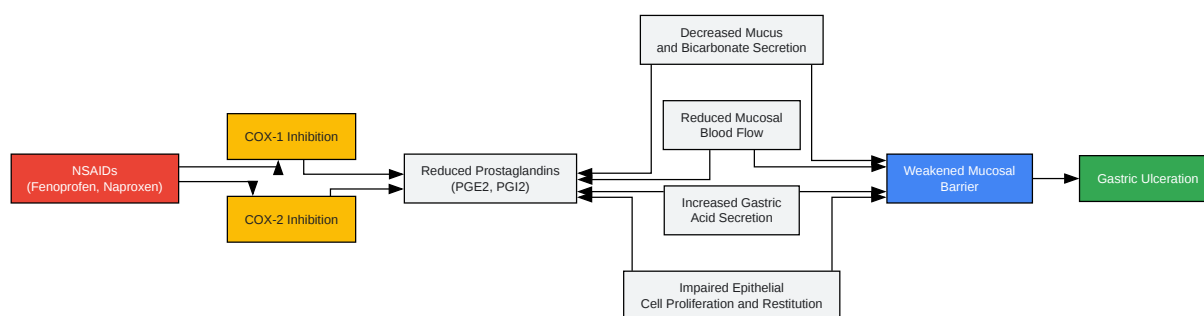 NSAIDs
(Fenoprofen, Naproxen)
COX-1 Inhibition
COX-2 Inhibition
Reduced Prostaglandins
(PGE2, PGI2)
Decreased Mucus
and Bicarbonate Secretion
Reduced Mucosal
Blood Flow
Increased Gastric
Acid Secretion
Impaired Epithelial
Cell Proliferation and Restitution
Weakened Mucosal
Barrier
Gastric Ulceration